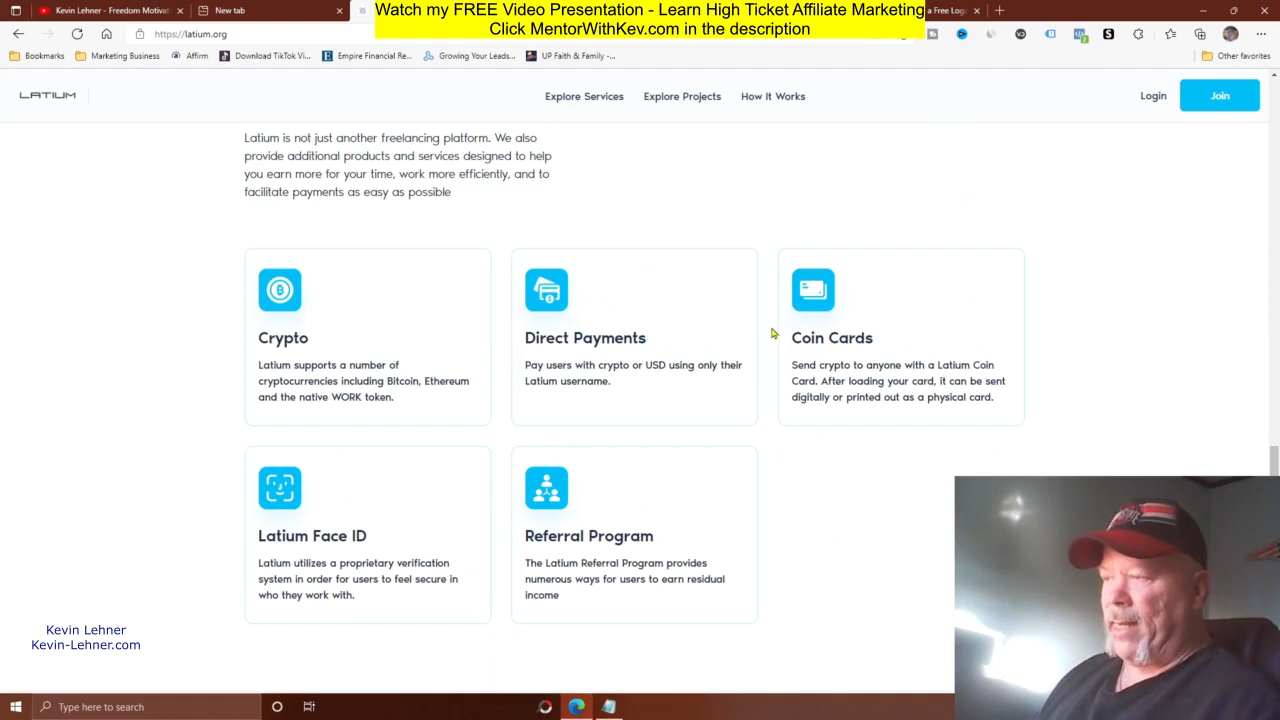 Watch my FREE Video Presentation - Learn High Ticket Affiliate Marketing
Click MentorWithKev.com in the description
Kevin Lehner - Freedom Motivat
New tab
a Free Logo
https://latium.org
Bookmarks
Marketing Business
Affirm
Download TikTok Vi...
Empire Financial Re...
Growing Your Leads...
UP Faith & Family -...
Other favorites
LATIUM
Explore Services
Explore Projects
How It Works
Login
Join
Latium is not just another freelancing platform. We also
provide additional products and services designed to help
you earn more for your time, work more efficiently, and to
facilitate payments as easy as possible
Crypto
Latium supports a number of
cryptocurrencies including Bitcoin, Ethereum
and the native WORK token.
Direct Payments
Pay users with crypto or USD using only their
Latium username.
Coin Cards
Send crypto to anyone with a Latium Coin
Card. After loading your card, it can be sent
digitally or printed out as a physical card.
Latium Face ID
Latium utilizes a proprietary verification
system in order for users to feel secure in
who they work with.
Referral Program
The Latium Referral Program provides
numerous ways for users to earn residual
income
Kevin Lehner
Kevin-Lehner.com
Type here to search